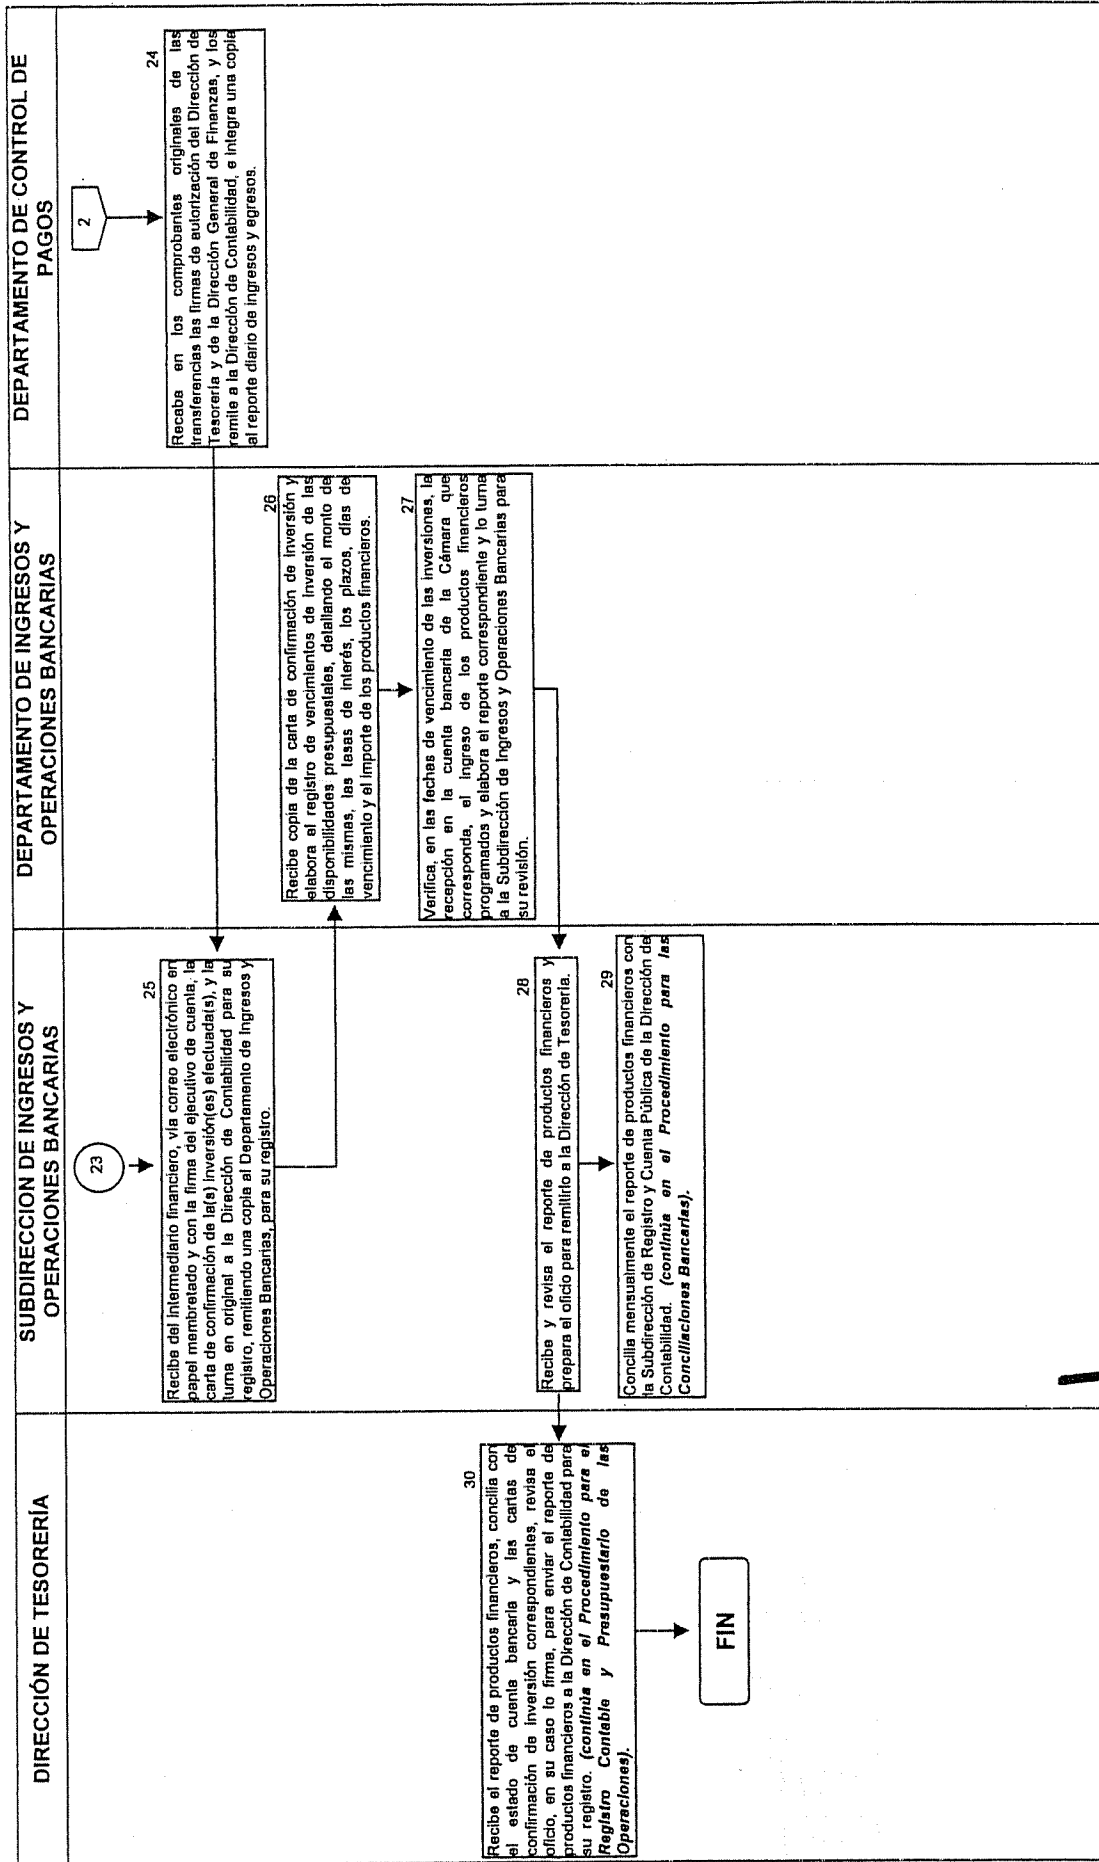 DIRECCIÓN DE TESORERÍA
SUBDIRECCION DE INGRESOS Y
OPERACIONES BANCARIAS
DEPARTAMENTO DE INGRESOS Y
OPERACIONES BANCARIAS
DEPARTAMENTO DE CONTROL DE
PAGOS
2
24
Recaba en los comprobantes originales de las
transferencias las firmas de autorización del Dirección de
Tesorería y de la Dirección General de Finanzas, y los
remite a la Dirección de Contabilidad, e integra una copia
al reporte diario de ingresos y egresos.
23
25
Recibe del intermediario financiero, vía correo electrónico en
papel membretado y con la firma del ejecutivo de cuenta, la
carta de confirmación de la(s) inversión(es) efectuada(s), y la
turna en original a la Dirección de Contabilidad para su
registro, remitiendo una copia al Departamento de Ingresos y
Operaciones Bancarias, para su registro.
26
Recibe copia de la carta de confirmación de inversión y
elabora el registro de vencimientos de inversión de las
disponibilidades presupuestales, detallando el monto de
las mismas, las tasas de interés, los plazos, días de
vencimiento y el importe de los productos financieros.
27
Verifica, en las fechas de vencimiento de las inversiones, la
recepción en la cuenta bancaria de la Cámara que
corresponda, el ingreso de los productos financieros
programados y elabora el reporte correspondiente y lo turna
a la Subdirección de Ingresos y Operaciones Bancarias para
su revisión.
28
Recibe y revisa el reporte de productos financieros y
prepara el oficio para remitirlo a la Dirección de Tesorería.
29
Concilia mensualmente el reporte de productos financieros con
la Subdirección de Registro y Cuenta Pública de la Dirección de
Contabilidad. (continúa en el Procedimiento para las
Conciliaciones Bancarias).
30
Recibe el reporte de productos financieros, concilia con
el estado de cuenta bancaria y las cartas de
confirmación de inversión correspondientes, revisa el
oficio, en su caso lo firma, para enviar el reporte de
productos financieros a la Dirección de Contabilidad para
su registro. (continúa en el Procedimiento para el
Registro Contable y Presupuestario de las
Operaciones).
FIN